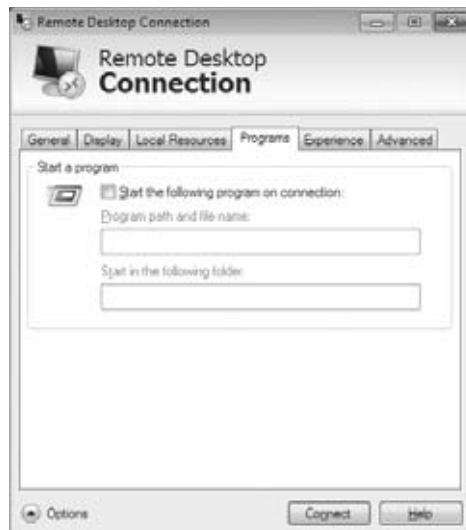 Remote Desktop Connection
Remote Desktop
Connection
General Display Local Resources Programs Experience Advanced
Start a program
Start the following program on connection:
Program path and file name:
Start in the following folder:
Options Connect Help